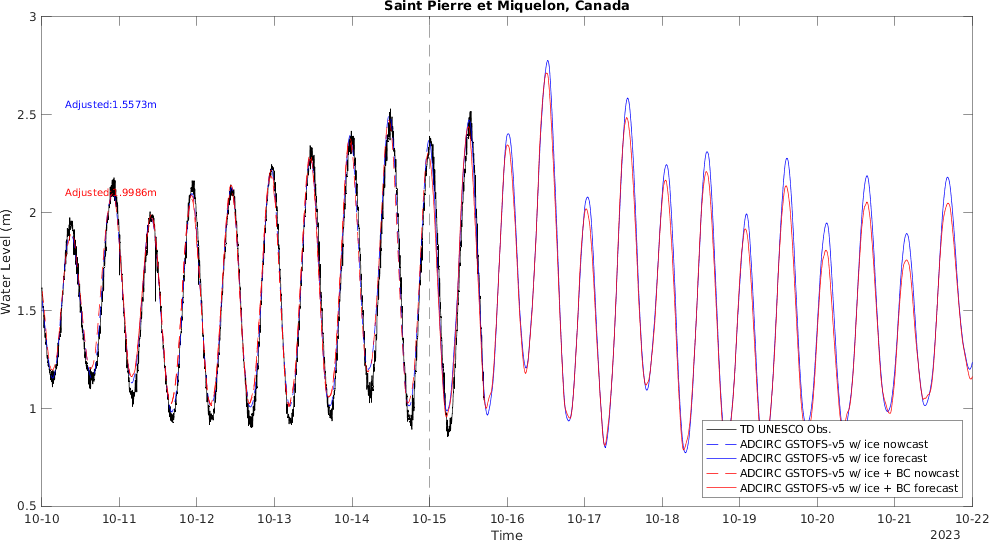 Saint Pierre et Miquelon, Canada
3
2.5
2
1.5
1
0.5
Water Level (m)
Adjusted:1.5573m
Adjusted:1.9986m
TD UNESCO Obs.
ADCIRC GSTOFS-v5 w/ ice nowcast
ADCIRC GSTOFS-v5 w/ ice forecast
ADCIRC GSTOFS-v5 w/ ice + BC nowcast
ADCIRC GSTOFS-v5 w/ ice + BC forecast
10-10 10-11 10-12 10-13 10-14 10-15 10-16 10-17 10-18 10-19 10-20 10-21 10-22
Time
2023